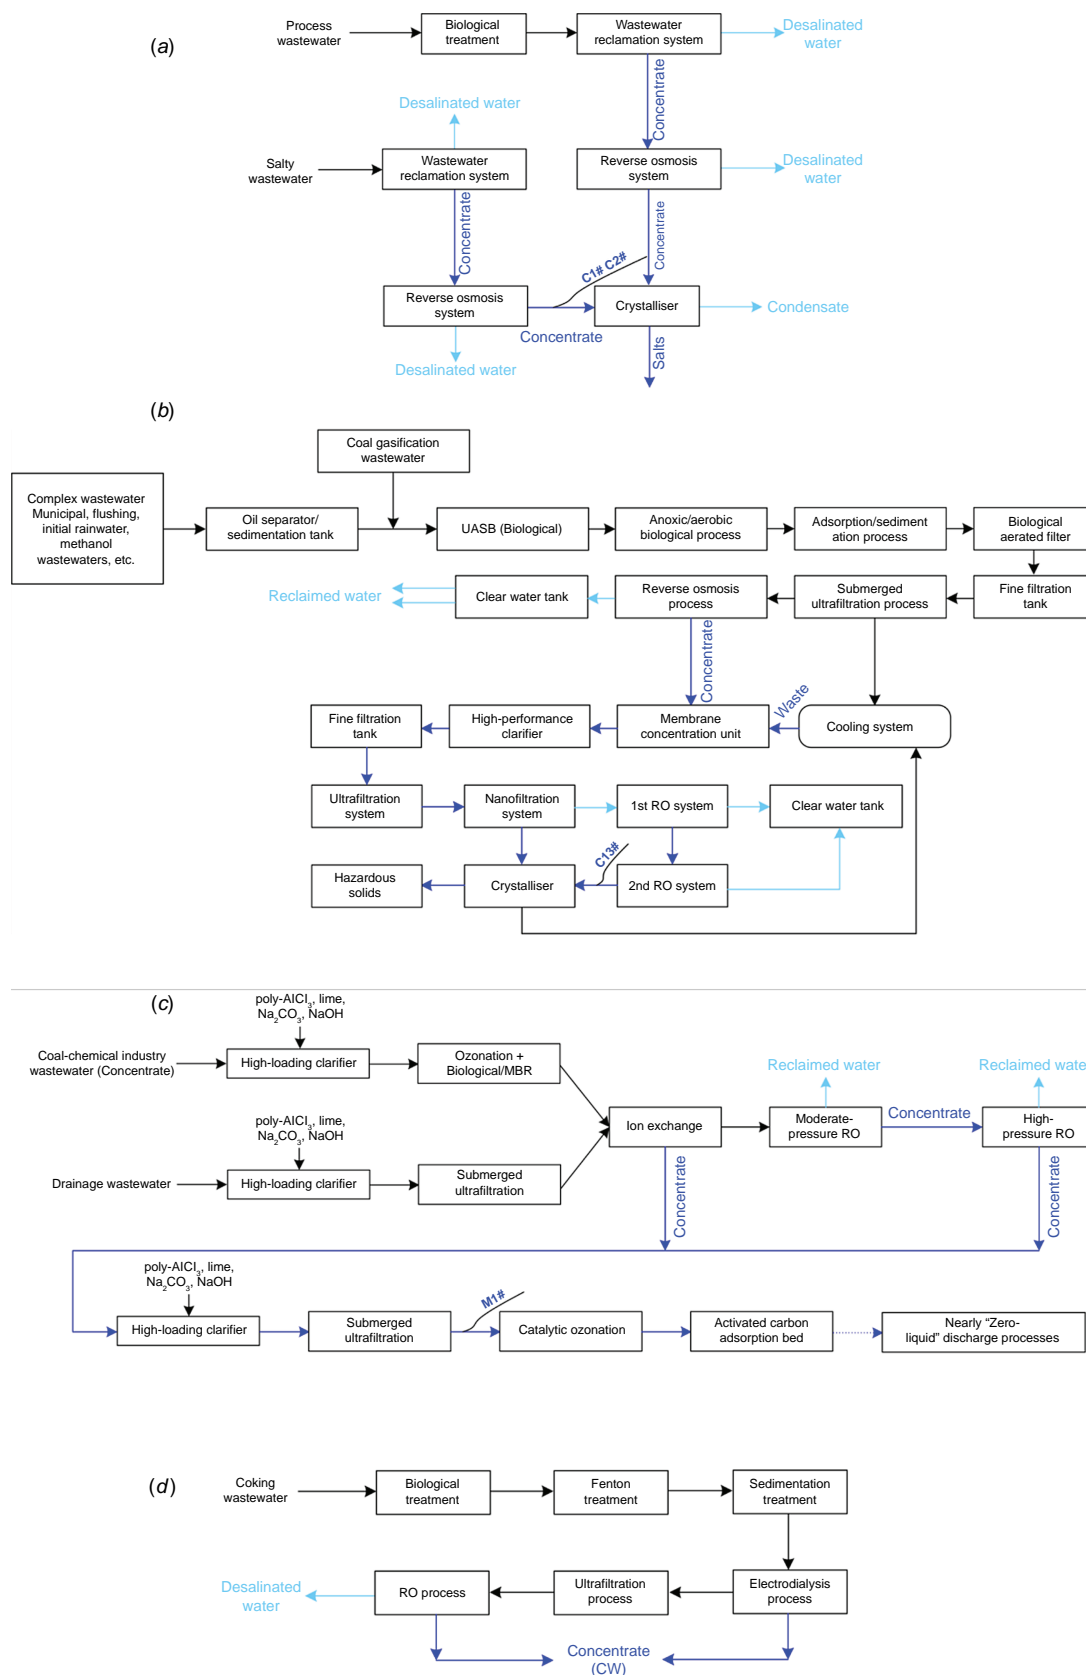 (a)
Process
wastewater
Biological
treatment
Wastewater
reclamation system
Desalinated
water
Concentrate
Desalinated water
Salty
wastewater
Wastewater
reclamation system
Reverse osmosis
system
Desalinated
water
Concentrate
Concentrate
C1# C2#
Reverse osmosis
system
Crystalliser
Condensate
Concentrate
Desalinated water
Salts
(b)
Coal gasification
wastewater
Complex wastewater
Municipal, flushing,
initial rainwater,
methanol
wastewaters, etc.
Oil separator/
sedimentation tank
UASB (Biological)
Anoxic/aerobic
biological process
Adsorption/sediment
ation process
Biological
aerated filter
Reclaimed water
Clear water tank
Reverse osmosis
process
Submerged
ultrafiltration process
Fine filtration
tank
Concentrate
Waste
Fine filtration
tank
High-performance
clarifier
Membrane
concentration unit
Cooling system
Ultrafiltration
system
Nanofiltration
system
1st RO system
Clear water tank
C13#
Hazardous
solids
Crystalliser
2nd RO system
(c)
poly-AlCl3, lime,
Na2CO3, NaOH
Coal-chemical industry
wastewater (Concentrate)
High-loading clarifier
Ozonation +
Biological/MBR
Reclaimed water
Reclaimed water
poly-AlCl3, lime,
Na2CO3, NaOH
Ion exchange
Moderate-
pressure RO
Concentrate
High-
pressure RO
Drainage wastewater
High-loading clarifier
Submerged
ultrafiltration
Concentrate
Concentrate
poly-AlCl3, lime,
Na2CO3, NaOH
M1#
High-loading clarifier
Submerged
ultrafiltration
Catalytic ozonation
Activated carbon
adsorption bed
Nearly “Zero-
liquid” discharge processes
(d)
Coking
wastewater
Biological
treatment
Fenton
treatment
Sedimentation
treatment
Desalinated
water
RO process
Ultrafiltration
process
Electrodialysis
process
Concentrate
(CW)